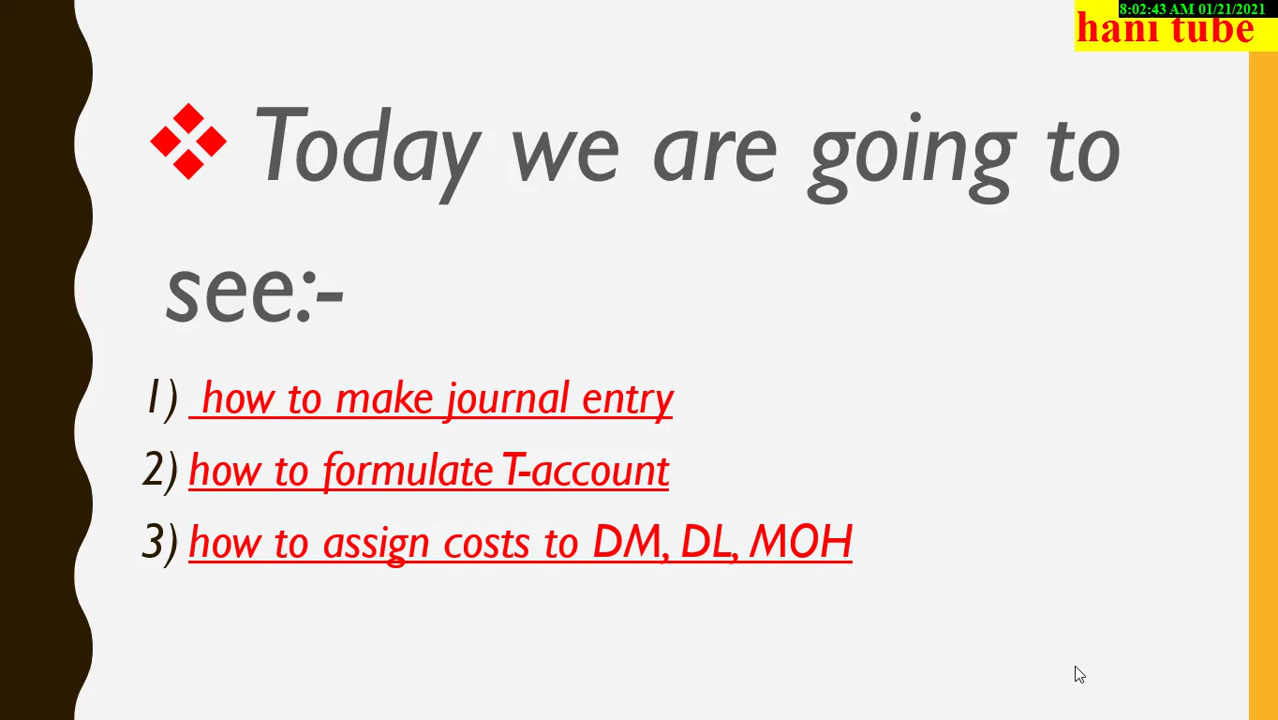 8:02:43 AM 01/21/2021
hani tube
Today we are going to
see:-
1) how to make journal entry
2) how to formulate T-account
3) how to assign costs to DM, DL, MOH